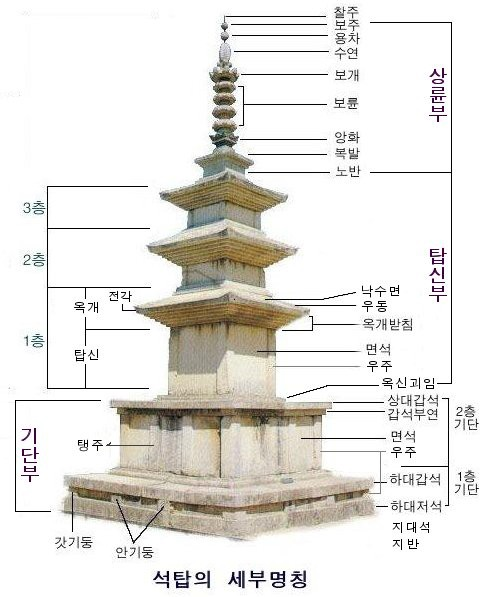 찰주
보주
용차
수연
보개
보륜
앙화
복발
노반
상륜부
3층
2층
1층
옥개
탑신
전각
낙수면
우동
옥개받침
면석
우주
옥신괴임
탑신부
상대갑석
갑석부연
2층
기단
면석
우주
탱주
하대갑석
1층
기단
하대저석
지대석
지반
기단부
갓기둥
안기둥
석탑의 세부명칭